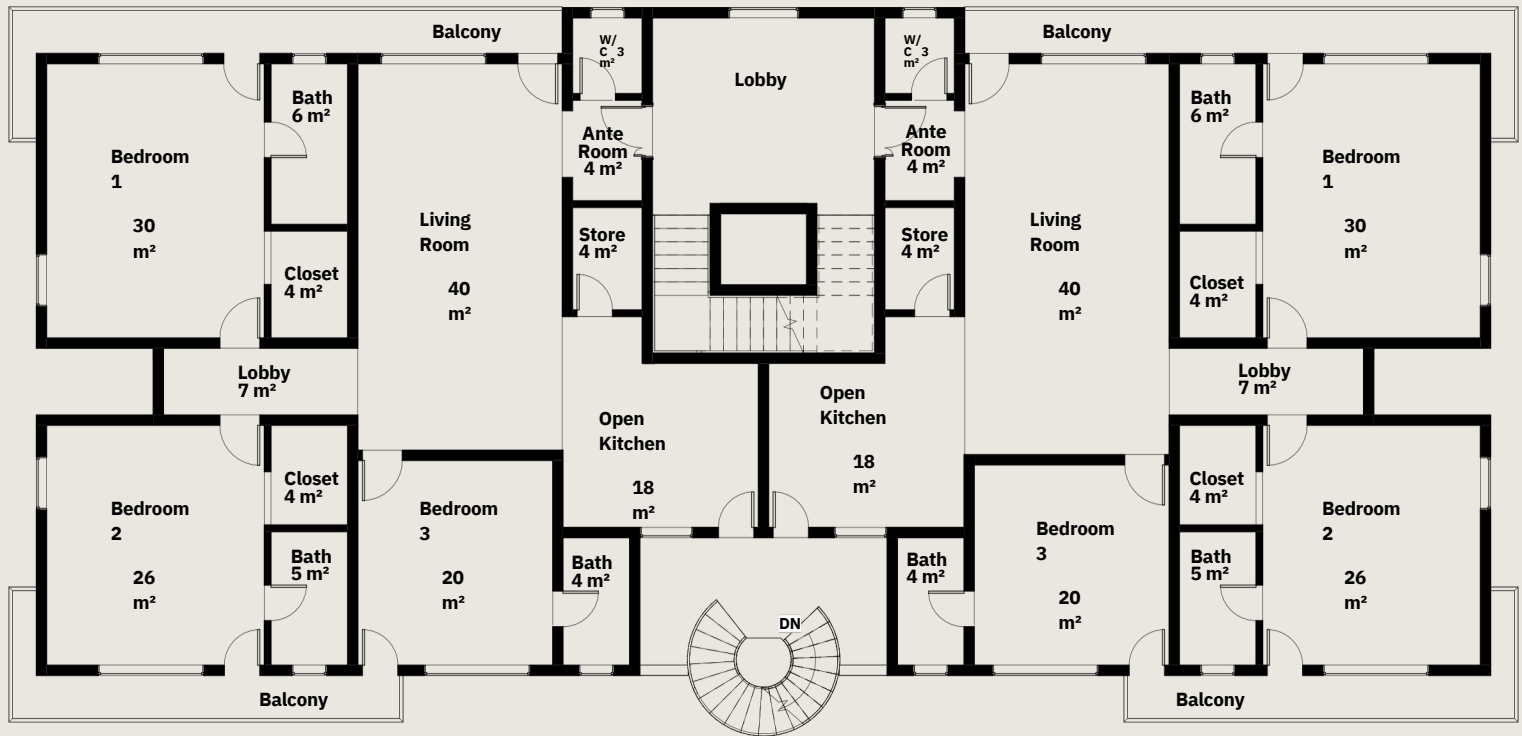 Balcony
W/
C 3
m²
Lobby
W/
C 3
m²
Balcony
Bath
6 m²
Bath
6 m²
Ante
Room
4 m²
Ante
Room
4 m²
Bedroom
1
30
m²
Bedroom
1
30
m²
Living
Room
40
m²
Living
Room
40
m²
Store
4 m²
Store
4 m²
Closet
4 m²
Closet
4 m²
Lobby
7 m²
Lobby
7 m²
Open
Kitchen
18
m²
Open
Kitchen
18
m²
Closet
4 m²
Closet
4 m²
Bedroom
2
26
m²
Bedroom
3
20
m²
Bedroom
3
20
m²
Bedroom
2
26
m²
Bath
5 m²
Bath
4 m²
Bath
4 m²
Bath
5 m²
DN
Balcony
Balcony